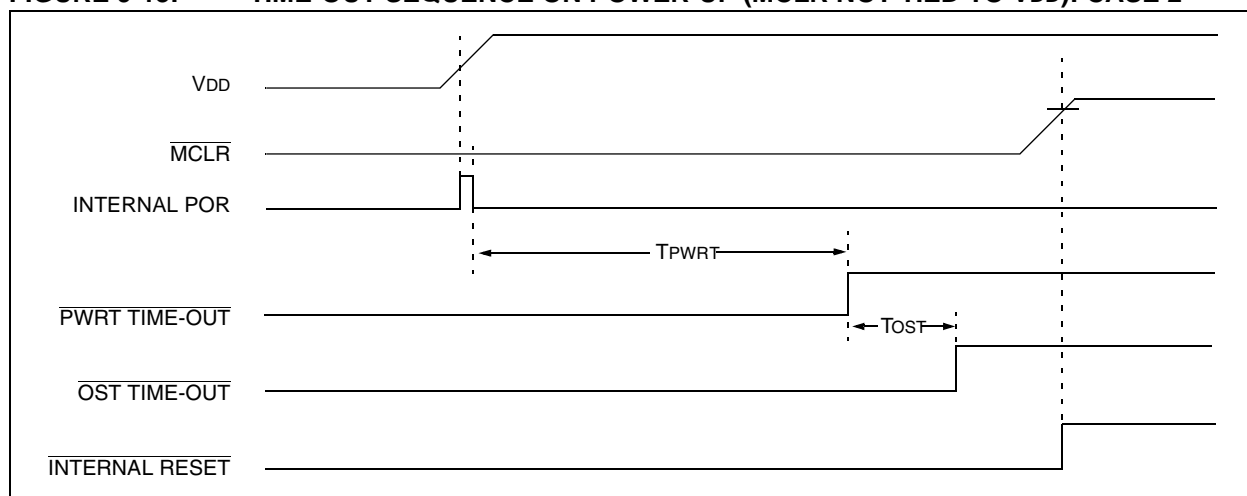 TIME-OUT SEQUENCE ON POWER-UP (MCLR NOT TIED TO VDD): CASE 2
VDD
MCLR
INTERNAL POR
TPWRT
PWRT TIME-OUT
TOST
OST TIME-OUT
INTERNAL RESET